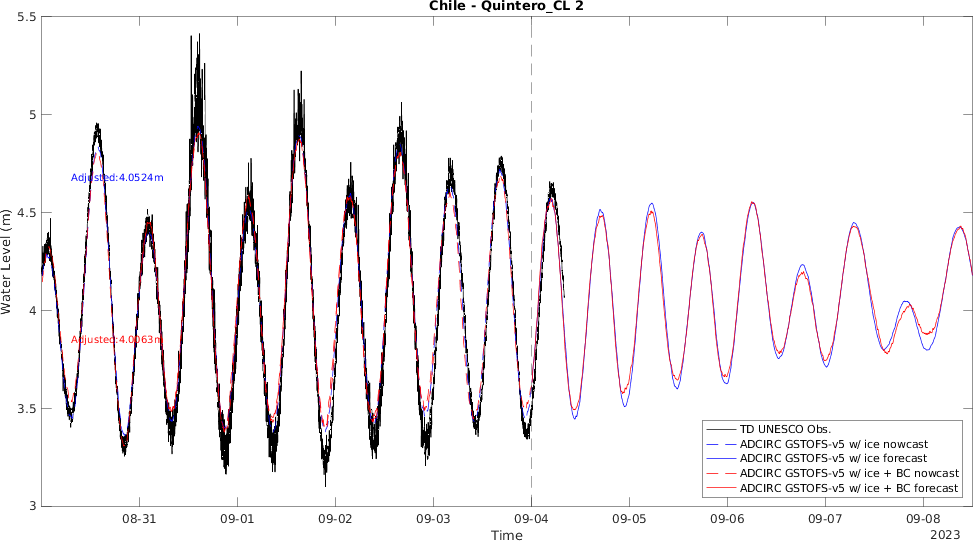 Chile - Quintero_CL 2
5.5
5
4.5
4
3.5
3
Water Level (m)
Adjusted:4.0524m
Adjusted:4.0063m
TD UNESCO Obs.
ADCIRC GSTOFS-v5 w/ ice nowcast
ADCIRC GSTOFS-v5 w/ ice forecast
ADCIRC GSTOFS-v5 w/ ice + BC nowcast
ADCIRC GSTOFS-v5 w/ ice + BC forecast
08-31
09-01
09-02
09-03
09-04
09-05
09-06
09-07
09-08
Time
2023